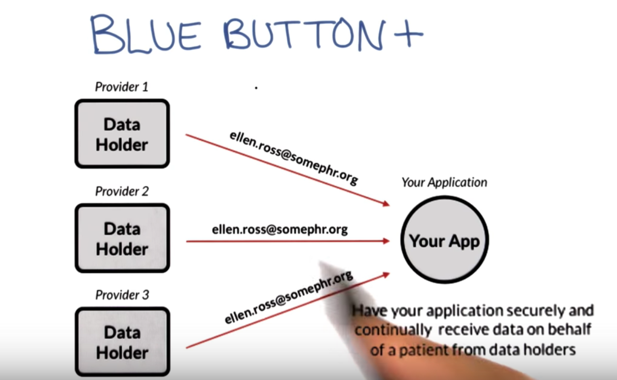 BLUE BUTTON+
Provider 1
Data
Holder
ellen.ross@somephr.org
Provider 2
Data
Holder
ellen.ross@somephr.org
Your Application
Your App
Provider 3
Data
Holder
ellen.ross@somephr.org
Have your application securely and
continually receive data on behalf
of a patient from data holders